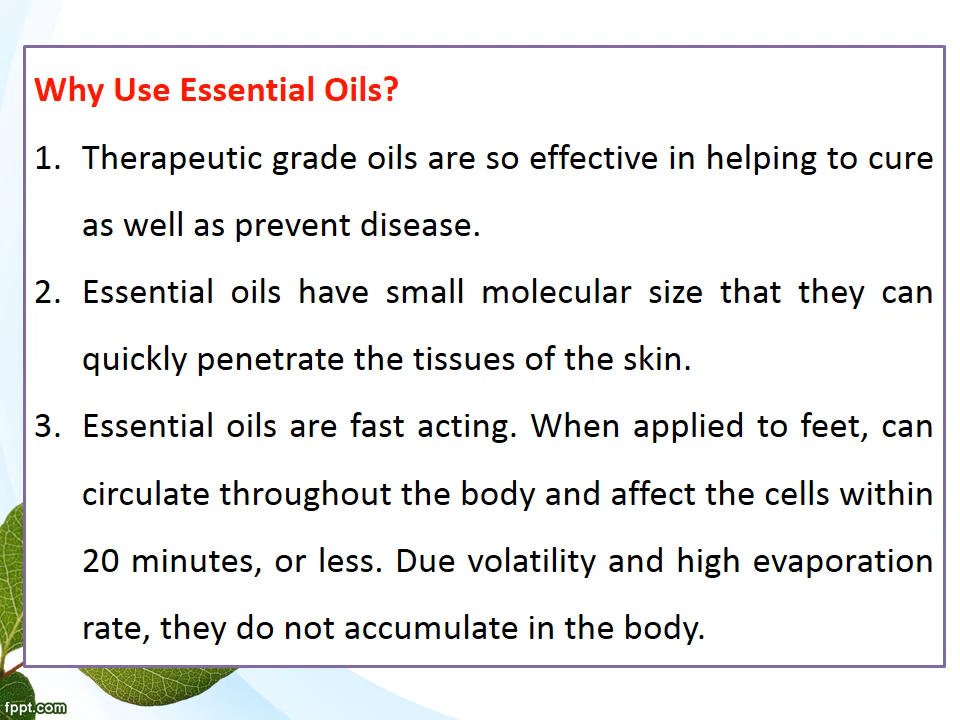 Why Use Essential Oils?
1. Therapeutic grade oils are so effective in helping to cure
as well as prevent disease.
2. Essential oils have small molecular size that they can
quickly penetrate the tissues of the skin.
3. Essential oils are fast acting. When applied to feet, can
circulate throughout the body and affect the cells within
20 minutes, or less. Due volatility and high evaporation
rate, they do not accumulate in the body.
fppt.com